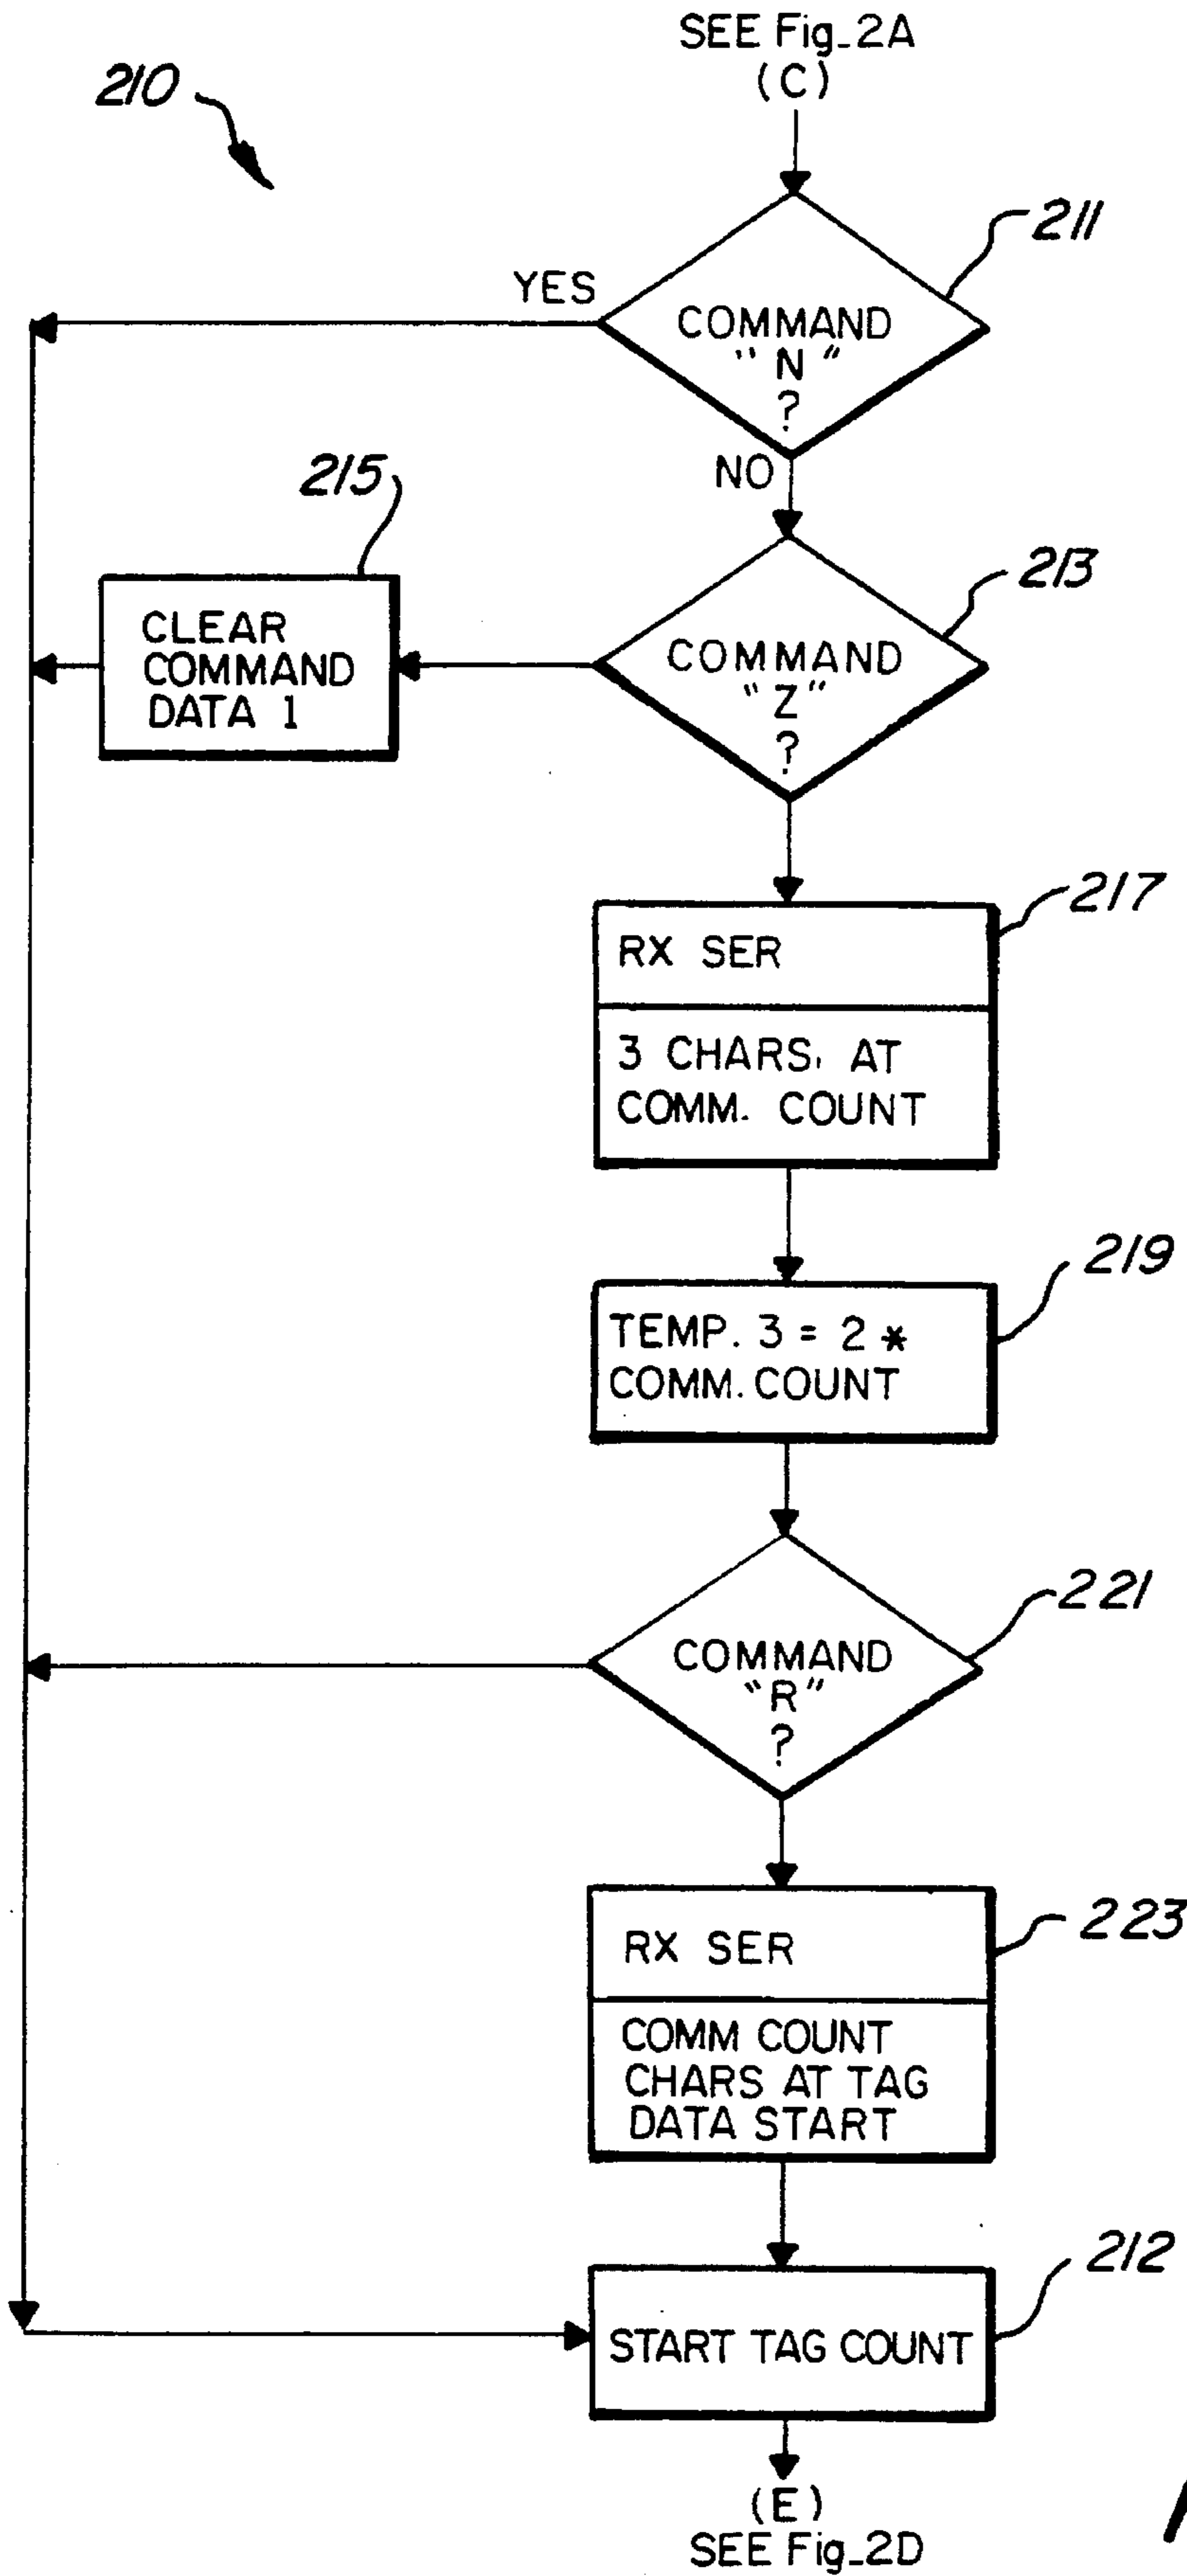 SEE Fig_2A
(C)
210
211
YES
COMMAND
"N"
?
NO
215
213
CLEAR
COMMAND
DATA 1
COMMAND
"Z"
?
217
RX SER
3 CHARS. AT
COMM. COUNT
219
TEMP. 3 = 2 *
COMM. COUNT
221
COMMAND
"R"
?
223
RX SER
COMM COUNT
CHARS AT TAG
DATA START
212
START TAG COUNT
(E)
SEE Fig_2D